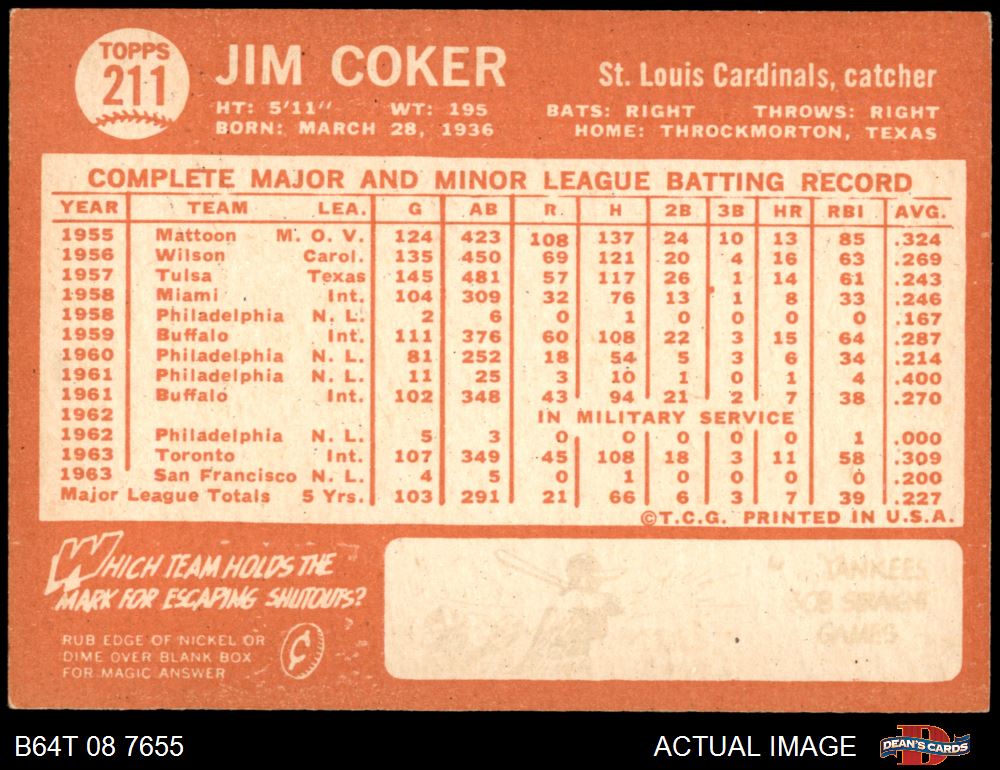 TOPPS
211
JIM COKER
St. Louis Cardinals, catcher
HT: 5'11" WT: 195 BATS: RIGHT THROWS: RIGHT
BORN: MARCH 28, 1936 HOME: THROCKMORTON, TEXAS
COMPLETE MAJOR AND MINOR LEAGUE BATTING RECORD
YEAR TEAM LEA. G AB R H 2B 3B HR RBI AVG.
1955 Mattoon M. O. V. 124 423 108 137 24 10 13 85 .324
1956 Wilson Carol. 135 450 69 121 20 4 16 63 .269
1957 Tulsa Texas 145 481 57 117 26 1 14 61 .243
1958 Miami Int. 104 309 32 76 13 1 8 33 .246
1958 Philadelphia N. L. 2 6 0 1 0 0 0 0 .167
1959 Buffalo Int. 111 376 60 108 22 3 15 64 .287
1960 Philadelphia N. L. 81 252 18 54 5 3 6 34 .214
1961 Philadelphia N. L. 11 25 3 10 1 0 1 4 .400
1961 Buffalo Int. 102 348 43 94 21 2 7 38 .270
1962 IN MILITARY SERVICE
1962 Philadelphia N. L. 5 3 0 0 0 0 0 1 .000
1963 Toronto Int. 107 349 45 108 18 3 11 58 .309
1963 San Francisco N. L. 4 5 0 1 0 0 0 0 .200
Major League Totals 5 Yrs. 103 291 21 66 6 3 7 39 .227
©T.C.G. PRINTED IN U.S.A.
WHICH TEAM HOLDS THE
MARK FOR ESCAPING SHUTOUTS?
RUB EDGE OF NICKEL OR
DIME OVER BLANK BOX
FOR MAGIC ANSWER
¢
YANKEES
GAMES
B64T 08 7655
ACTUAL IMAGE
DEAN'S CARDS